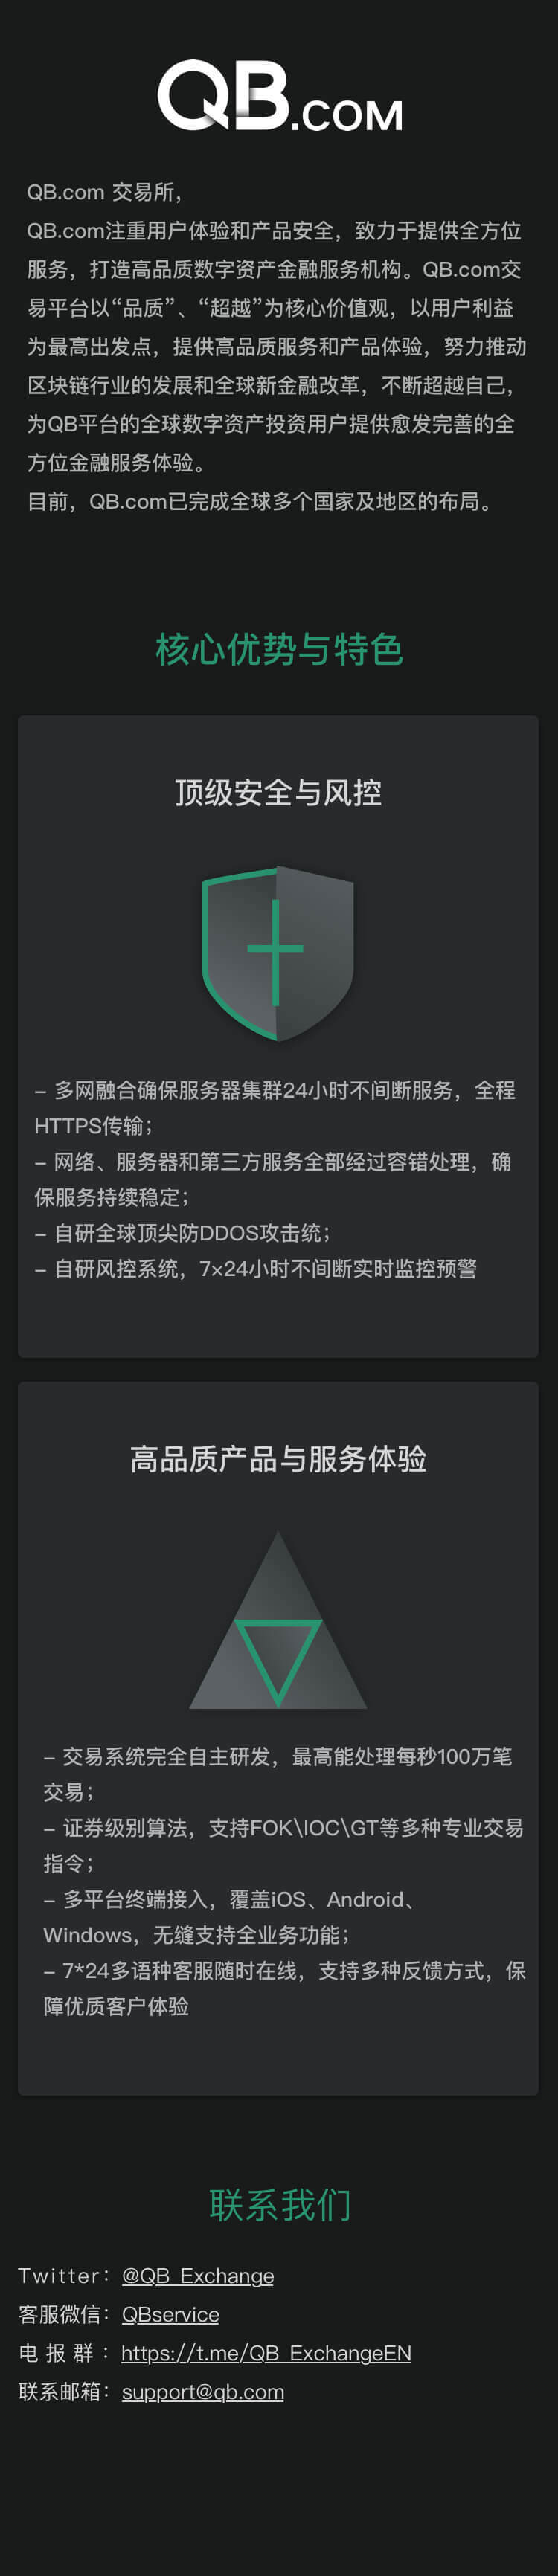 QB.COM
QB.com 交易所，
QB.com注重用户体验和产品安全，致力于提供全方位
服务，打造高品质数字资产金融服务机构。QB.com交
易平台以“品质”、“超越”为核心价值观，以用户利益
为最高出发点，提供高品质服务和产品体验，努力推动
区块链行业的发展和全球新金融改革，不断超越自己，
为QB平台的全球数字资产投资用户提供愈发完善的全
方位金融服务体验。
目前，QB.com已完成全球多个国家及地区的布局。
核心优势与特色
顶级安全与风控
– 多网融合确保服务器集群24小时不间断服务，全程
HTTPS传输；
– 网络、服务器和第三方服务全部经过容错处理，确
保服务持续稳定；
– 自研全球顶尖防DDOS攻击统；
– 自研风控系统，7×24小时不间断实时监控预警
高品质产品与服务体验
– 交易系统完全自主研发，最高能处理每秒100万笔
交易；
– 证券级别算法，支持FOK\IOC\GT等多种专业交易
指令；
– 多平台终端接入，覆盖iOS、Android、
Windows，无缝支持全业务功能；
– 7*24多语种客服随时在线，支持多种反馈方式，保
障优质客户体验
联系我们
Twitter：@QB_Exchange
客服微信：QBservice
电 报 群 ：https://t.me/QB_ExchangeEN
联系邮箱：support@qb.com